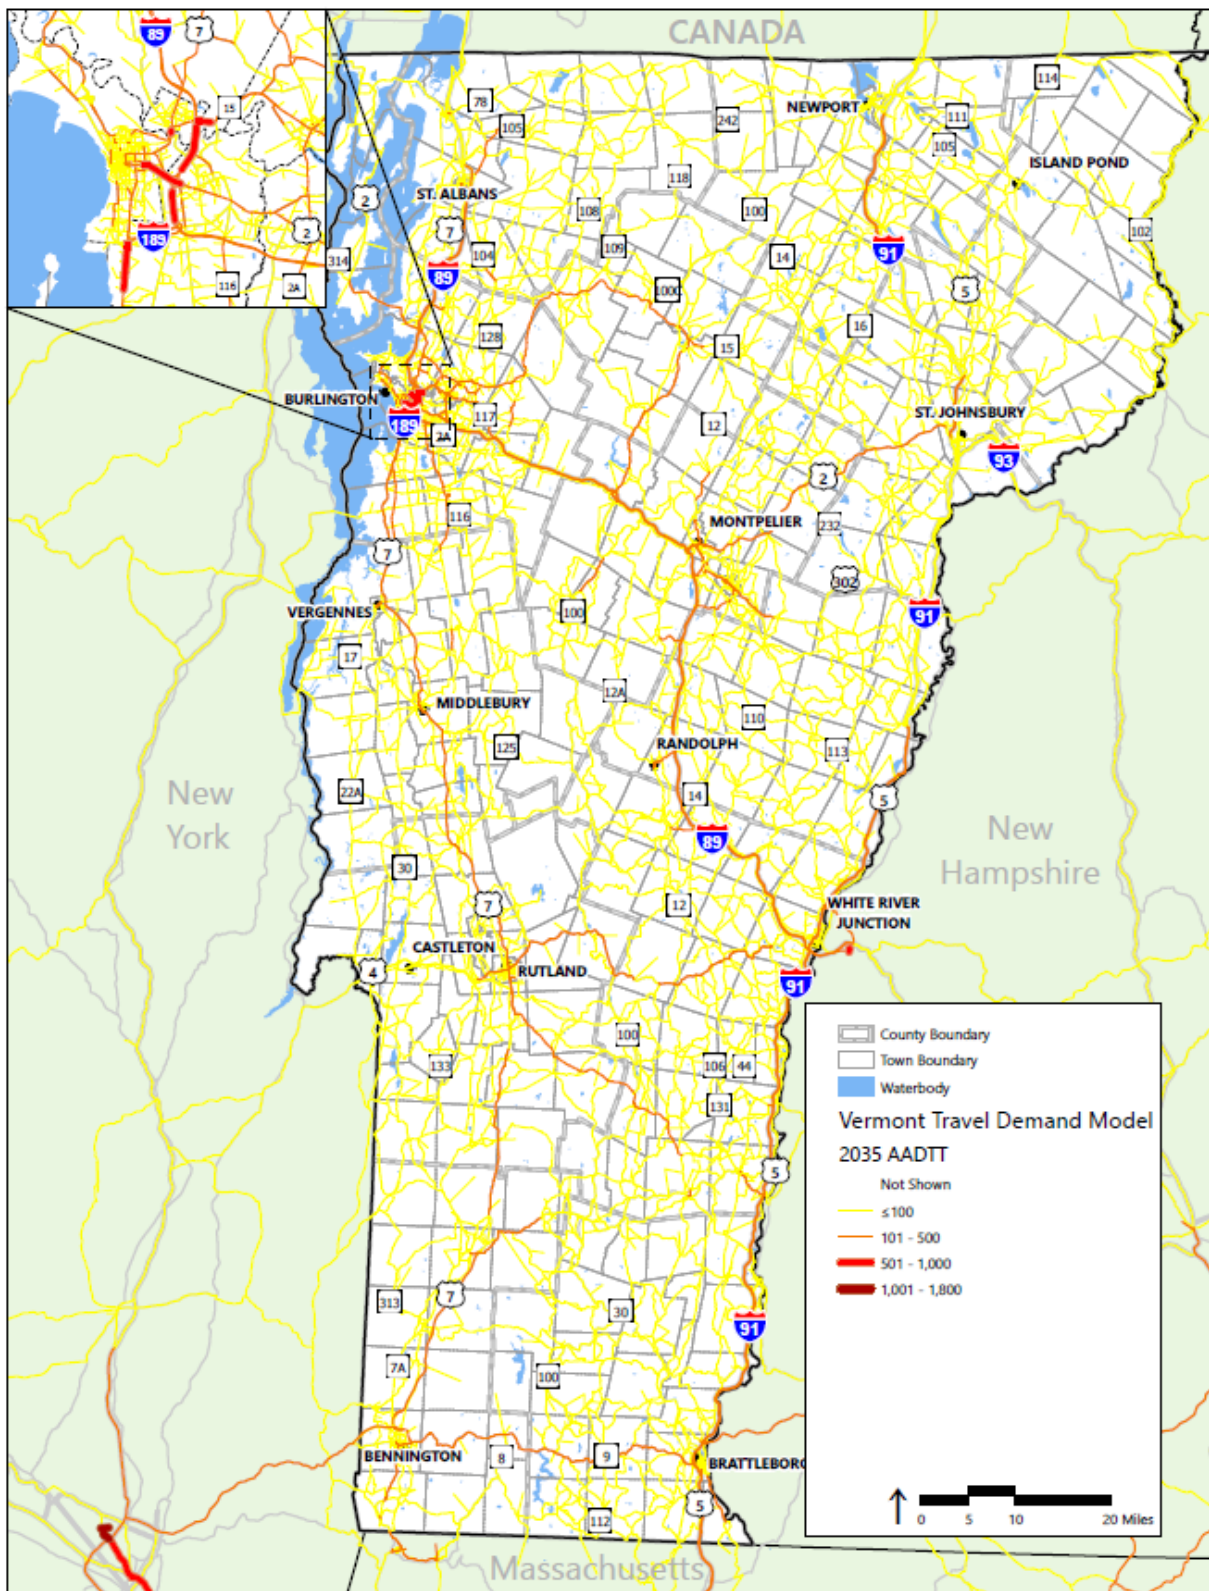 CANADA
89
7
15
189
2
116
2A
78
105
242
NEWPORT
114
111
105
ISLAND POND
ST. ALBANS
118
2
7
108
100
102
109
14
91
314
104
89
100C
5
16
128
15
BURLINGTON
189
117
2A
12
ST. JOHNSBURY
93
2
116
MONTPELIER
232
7
302
VERGENNES
100
91
17
12A
MIDDLEBURY
110
125
RANDOLPH
113
New
York
22A
14
5
89
New
Hampshire
30
7
12
WHITE RIVER
JUNCTION
CASTLETON
4
RUTLAND
91
100
133
106
44
131
5
313
7
30
91
7A
100
BENNINGTON
8
9
BRATTLEBORO
5
112
Massachusetts
County Boundary
Town Boundary
Waterbody
Vermont Travel Demand Model
2035 AADTT
Not Shown
≤100
101 - 500
501 - 1,000
1,001 - 1,800
0 5 10 20 Miles